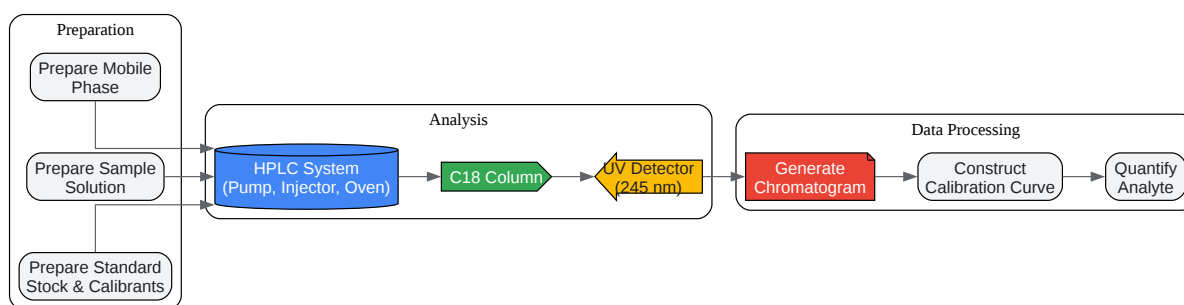 Preparation
Prepare Mobile
Phase
Prepare Sample
Solution
Prepare Standard
Stock & Calibrants
Analysis
HPLC System
(Pump, Injector, Oven)
C18 Column
UV Detector
(245 nm)
Data Processing
Generate
Chromatogram
Construct
Calibration Curve
Quantify
Analyte